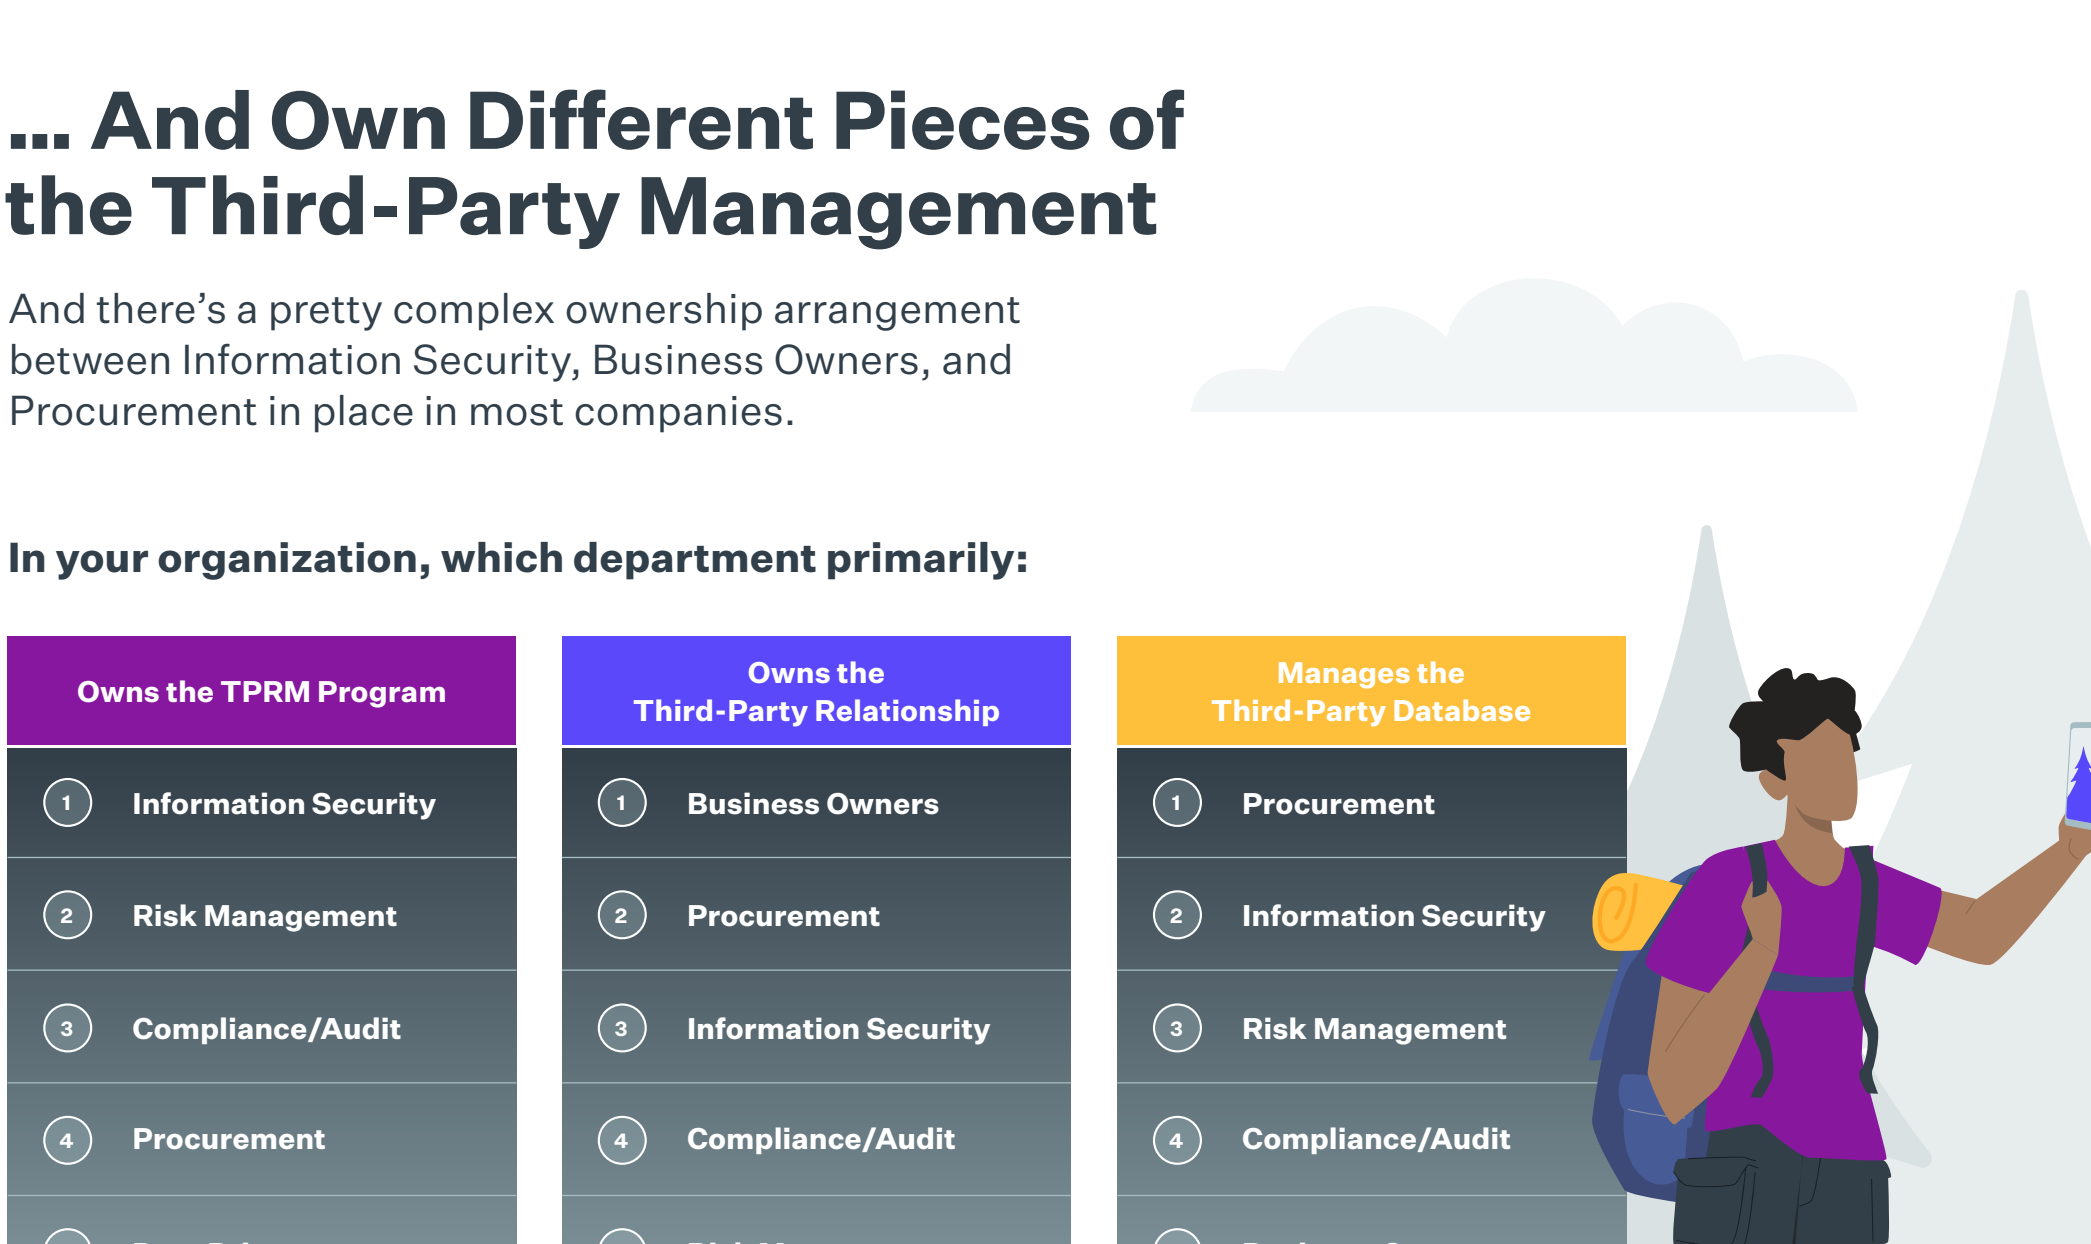 ... And Own Different Pieces of
the Third-Party Management
And there’s a pretty complex ownership arrangement
between Information Security, Business Owners, and
Procurement in place in most companies.
In your organization, which department primarily:
Owns the TPRM Program
1 Information Security
2 Risk Management
3 Compliance/Audit
4 Procurement
Owns the
Third-Party Relationship
1 Business Owners
2 Procurement
3 Information Security
4 Compliance/Audit
Manages the
Third-Party Database
1 Procurement
2 Information Security
3 Risk Management
4 Compliance/Audit